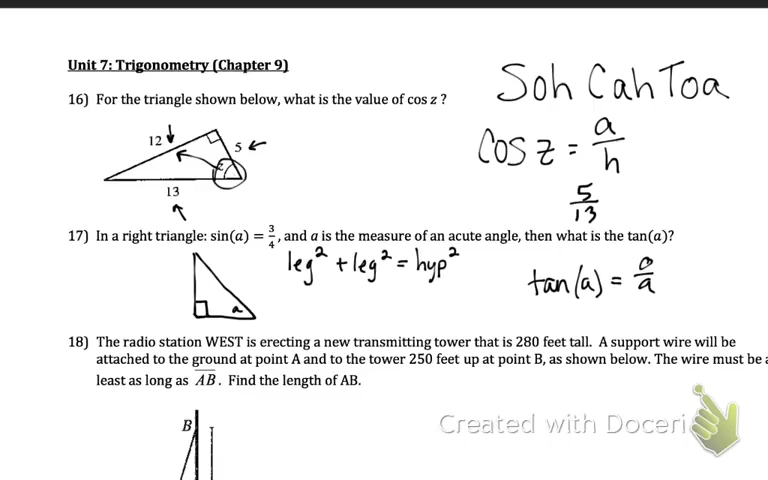 Unit 7: Trigonometry (Chapter 9)
Soh Cah Toa
16) For the triangle shown below, what is the value of cos z ?
12
5
z
13
cos z = a/h
5/13
17) In a right triangle: sin(a) = 3/4, and a is the measure of an acute angle, then what is the tan(a)?
leg² + leg² = hyp²
a
tan(a) = o/a
18) The radio station WEST is erecting a new transmitting tower that is 280 feet tall. A support wire will be
attached to the ground at point A and to the tower 250 feet up at point B, as shown below. The wire must be a
least as long as AB. Find the length of AB.
B
Created with Doceri